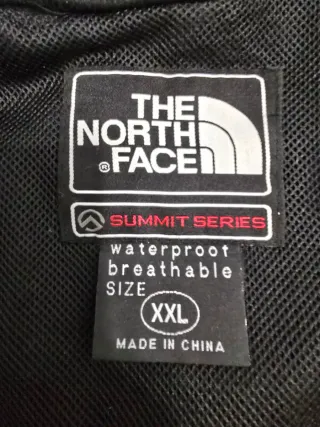 THE
NORTH
® FACE
SUMMIT SERIES
waterproof
breathable
SIZE
XXL
MADE IN CHINA